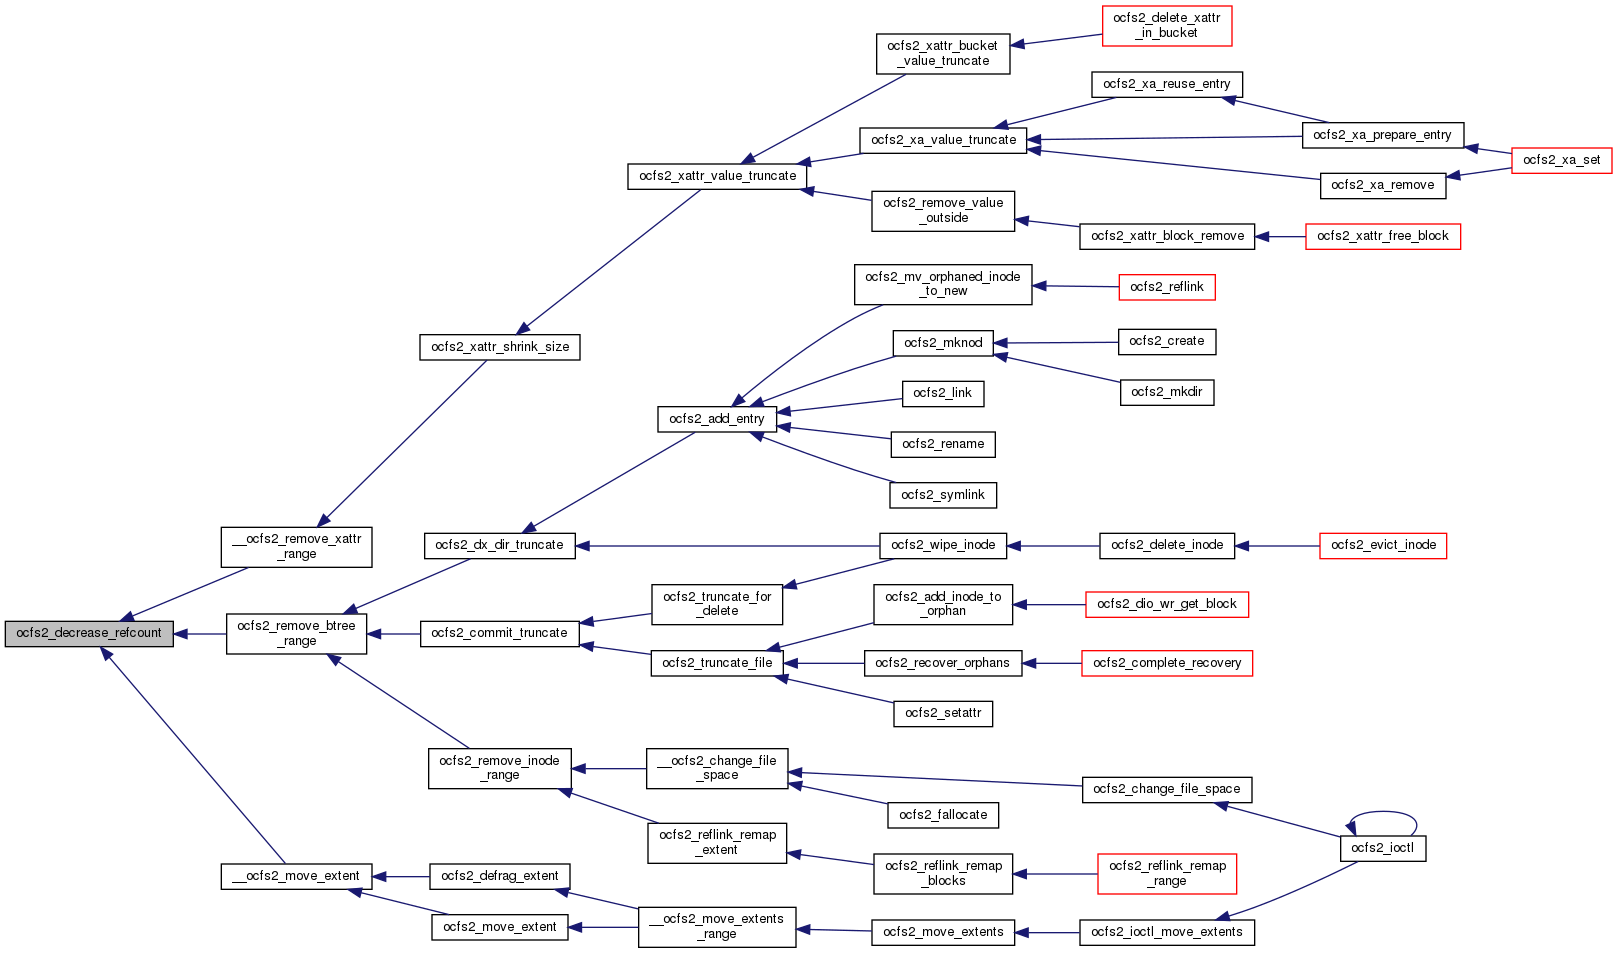 ocfs2_delete_xattr
_in_bucket
ocfs2_xattr_bucket
_value_truncate
ocfs2_xa_reuse_entry
ocfs2_xa_value_truncate
ocfs2_xa_prepare_entry
ocfs2_xa_set
ocfs2_xattr_value_truncate
ocfs2_xa_remove
ocfs2_remove_value
_outside
ocfs2_xattr_block_remove
ocfs2_xattr_free_block
ocfs2_mv_orphaned_inode
_to_new
ocfs2_reflink
ocfs2_xattr_shrink_size
ocfs2_mknod
ocfs2_create
ocfs2_mkdir
ocfs2_link
ocfs2_add_entry
ocfs2_rename
ocfs2_symlink
__ocfs2_remove_xattr
_range
ocfs2_dx_dir_truncate
ocfs2_wipe_inode
ocfs2_delete_inode
ocfs2_evict_inode
ocfs2_truncate_for
_delete
ocfs2_add_inode_to
_orphan
ocfs2_dio_wr_get_block
ocfs2_decrease_refcount
ocfs2_remove_btree
_range
ocfs2_commit_truncate
ocfs2_truncate_file
ocfs2_recover_orphans
ocfs2_complete_recovery
ocfs2_setattr
ocfs2_remove_inode
_range
__ocfs2_change_file
_space
ocfs2_change_file_space
ocfs2_fallocate
ocfs2_ioctl
ocfs2_reflink_remap
_extent
ocfs2_reflink_remap
_blocks
ocfs2_reflink_remap
_range
__ocfs2_move_extent
ocfs2_defrag_extent
ocfs2_move_extent
__ocfs2_move_extents
_range
ocfs2_move_extents
ocfs2_ioctl_move_extents